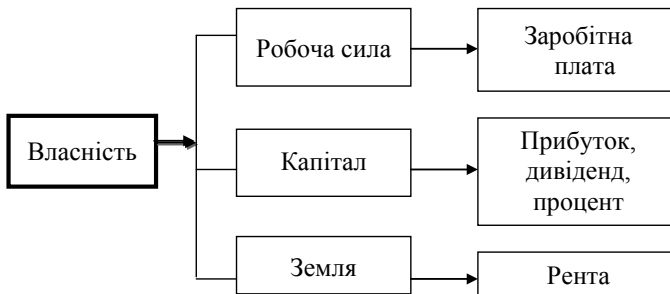 Власність
Робоча сила
Заробітна
плата
Капітал
Прибуток,
дивіденд,
процент
Земля
Рента